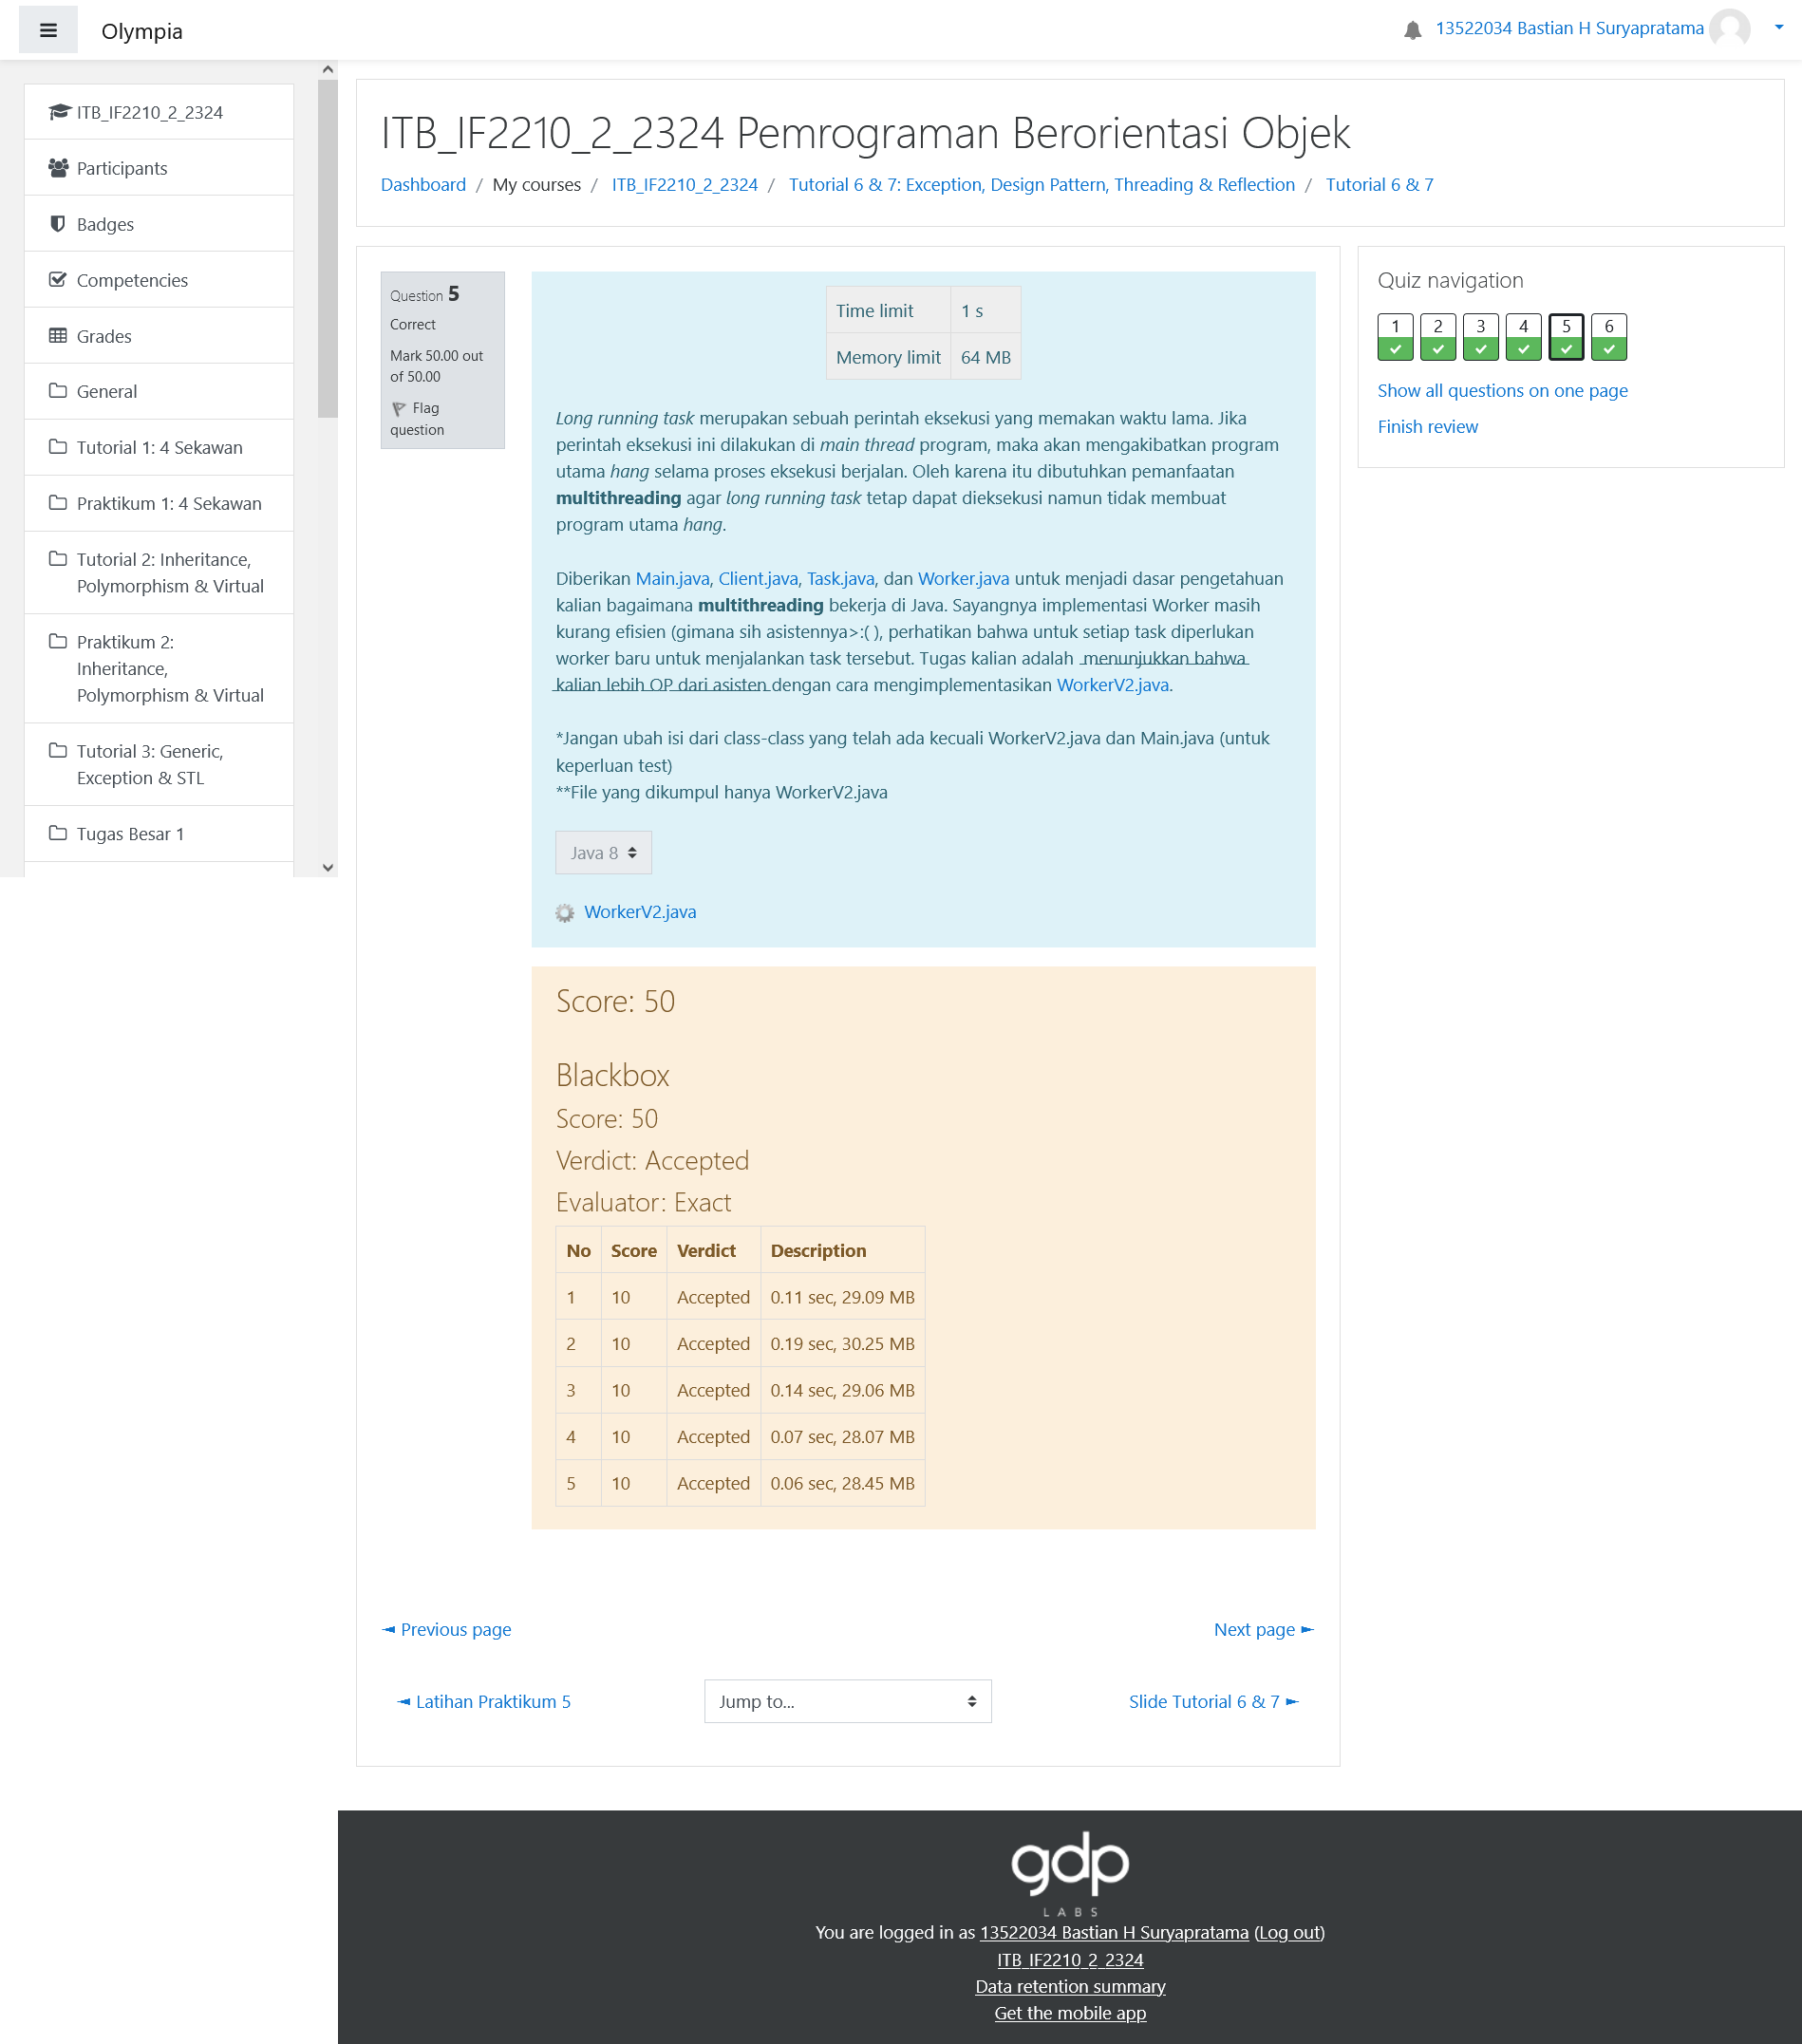 Olympia
13522034 Bastian H Suryapratama
ITB_IF2210_2_2324
Participants
Badges
Competencies
Grades
General
Tutorial 1: 4 Sekawan
Praktikum 1: 4 Sekawan
Tutorial 2: Inheritance,
Polymorphism & Virtual
Praktikum 2:
Inheritance,
Polymorphism & Virtual
Tutorial 3: Generic,
Exception & STL
Tugas Besar 1
ITB_IF2210_2_2324 Pemrograman Berorientasi Objek
Dashboard / My courses / ITB_IF2210_2_2324 / Tutorial 6 & 7: Exception, Design Pattern, Threading & Reflection / Tutorial 6 & 7
Question 5
Correct
Mark 50.00 out
of 50.00
Flag
question
Time limit 1 s
Memory limit 64 MB
Long running task merupakan sebuah perintah eksekusi yang memakan waktu lama. Jika
perintah eksekusi ini dilakukan di main thread program, maka akan mengakibatkan program
utama hang selama proses eksekusi berjalan. Oleh karena itu dibutuhkan pemanfaatan
multithreading agar long running task tetap dapat dieksekusi namun tidak membuat
program utama hang.
Diberikan Main.java, Client.java, Task.java, dan Worker.java untuk menjadi dasar pengetahuan
kalian bagaimana multithreading bekerja di Java. Sayangnya implementasi Worker masih
kurang efisien (gimana sih asistennya>:( ), perhatikan bahwa untuk setiap task diperlukan
worker baru untuk menjalankan task tersebut. Tugas kalian adalah menunjukkan bahwa
kalian lebih OP dari asisten dengan cara mengimplementasikan WorkerV2.java.
*Jangan ubah isi dari class-class yang telah ada kecuali WorkerV2.java dan Main.java (untuk
keperluan test)
**File yang dikumpul hanya WorkerV2.java
Java 8
WorkerV2.java
Score: 50
Blackbox
Score: 50
Verdict: Accepted
Evaluator: Exact
No Score Verdict Description
1 10 Accepted 0.11 sec, 29.09 MB
2 10 Accepted 0.19 sec, 30.25 MB
3 10 Accepted 0.14 sec, 29.06 MB
4 10 Accepted 0.07 sec, 28.07 MB
5 10 Accepted 0.06 sec, 28.45 MB
◄ Previous page
Next page ►
◄ Latihan Praktikum 5
Jump to...
Slide Tutorial 6 & 7 ►
Quiz navigation
1 2 3 4 5 6
Show all questions on one page
Finish review
gdp
LABS
You are logged in as 13522034 Bastian H Suryapratama (Log out)
ITB_IF2210_2_2324
Data retention summary
Get the mobile app